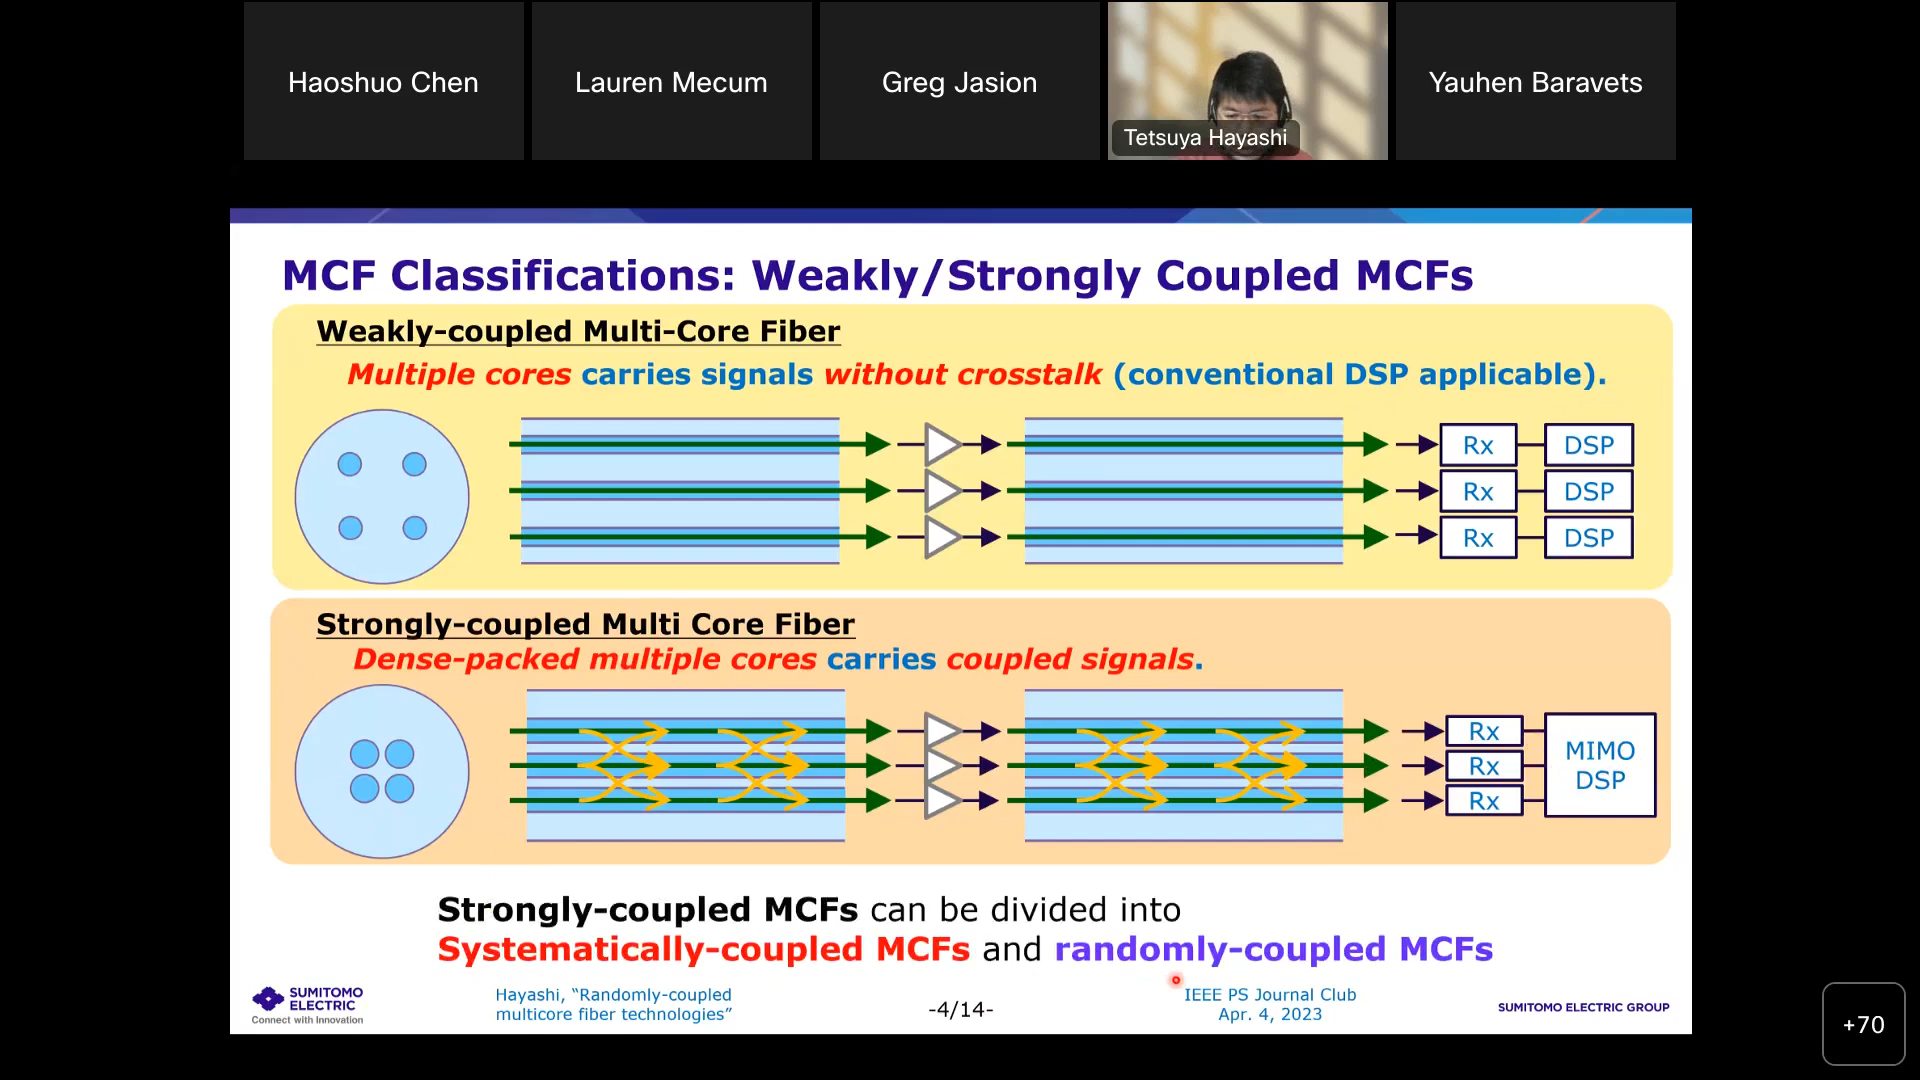 Haoshuo Chen
Lauren Mecum
Greg Jasion
Tetsuya Hayashi
Yauhen Baravets
MCF Classifications: Weakly/Strongly Coupled MCFs
Weakly-coupled Multi-Core Fiber
Multiple cores carries signals without crosstalk (conventional DSP applicable).
Rx
DSP
Rx
DSP
Rx
DSP
Strongly-coupled Multi Core Fiber
Dense-packed multiple cores carries coupled signals.
Rx
Rx
Rx
MIMO
DSP
Strongly-coupled MCFs can be divided into
Systematically-coupled MCFs and randomly-coupled MCFs
SUMITOMO
ELECTRIC
Connect with Innovation
Hayashi, “Randomly-coupled
multicore fiber technologies”
-4/14-
IEEE PS Journal Club
Apr. 4, 2023
SUMITOMO ELECTRIC GROUP
+70